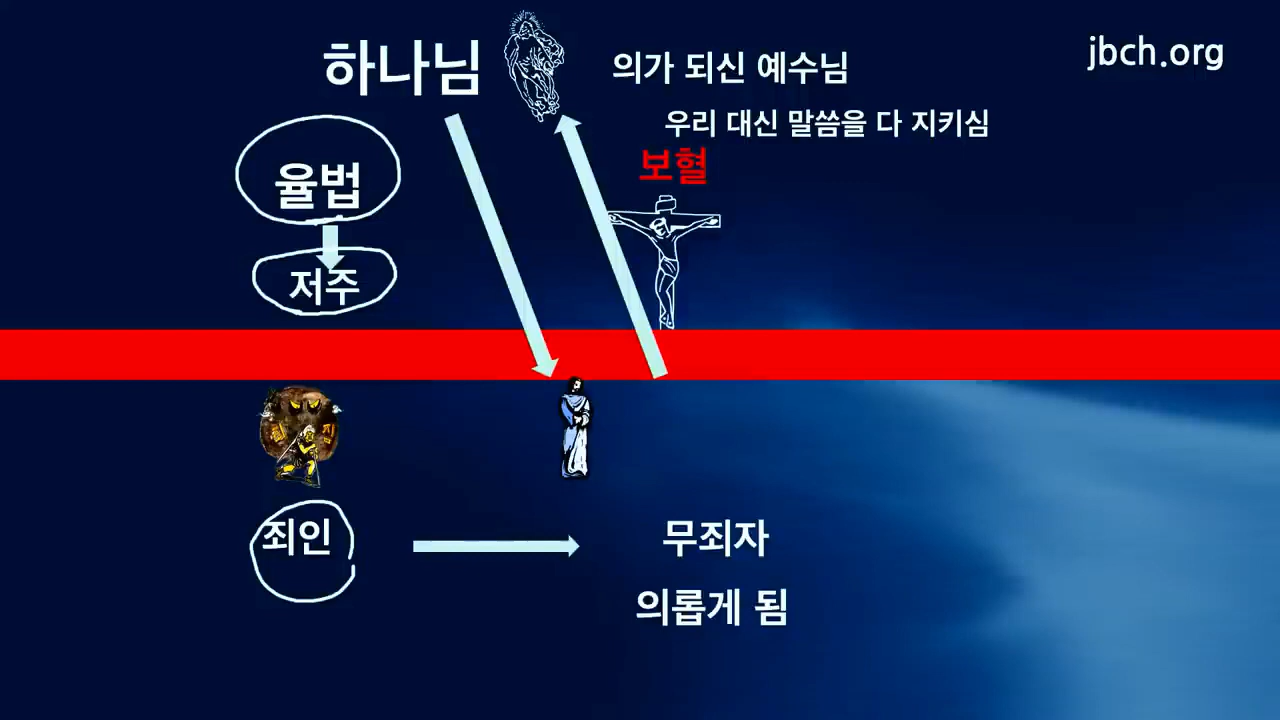 하나님
의가 되신 예수님
jbch.org
우리 대신 말씀을 다 지키심
보혈
율법
저주
죄인
무죄자
의롭게 됨